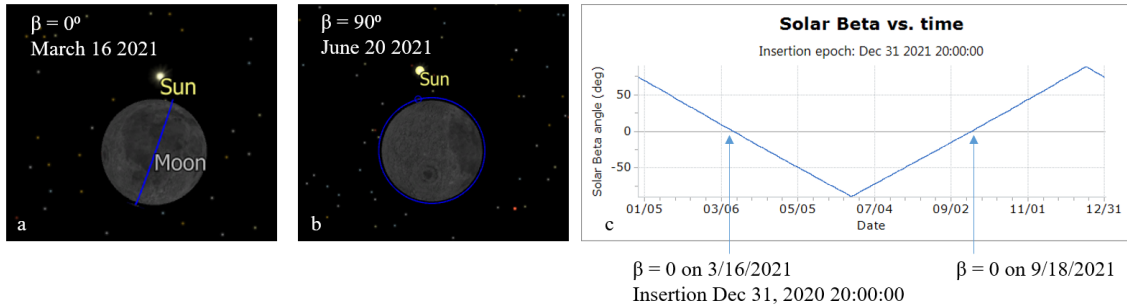 β = 0º
March 16 2021
Sun
Moon
a
β = 90º
June 20 2021
Sun
b
Solar Beta vs. time
Insertion epoch: Dec 31 2021 20:00:00
Solar Beta angle (deg)
50
0
-50
01/05 03/06 05/05 07/04 09/02 11/01 12/31
Date
c
β = 0 on 3/16/2021
Insertion Dec 31, 2020 20:00:00
β = 0 on 9/18/2021